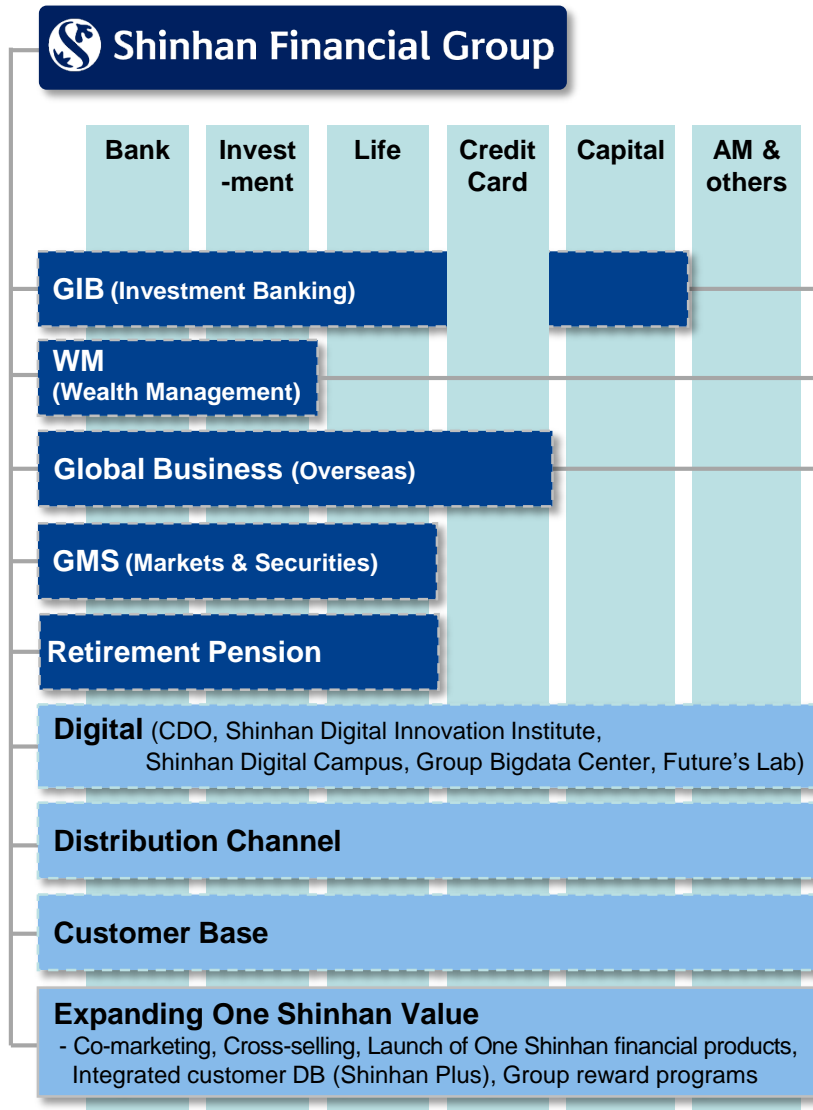 Shinhan Financial Group
Bank
Invest
-ment
Life
Credit
Card
Capital
AM &
others
GIB (Investment Banking)
WM
(Wealth Management)
Global Business (Overseas)
GMS (Markets & Securities)
Retirement Pension
Digital (CDO, Shinhan Digital Innovation Institute,
Shinhan Digital Campus, Group Bigdata Center, Future’s Lab)
Distribution Channel
Customer Base
Expanding One Shinhan Value
- Co-marketing, Cross-selling, Launch of One Shinhan financial products,
Integrated customer DB (Shinhan Plus), Group reward programs